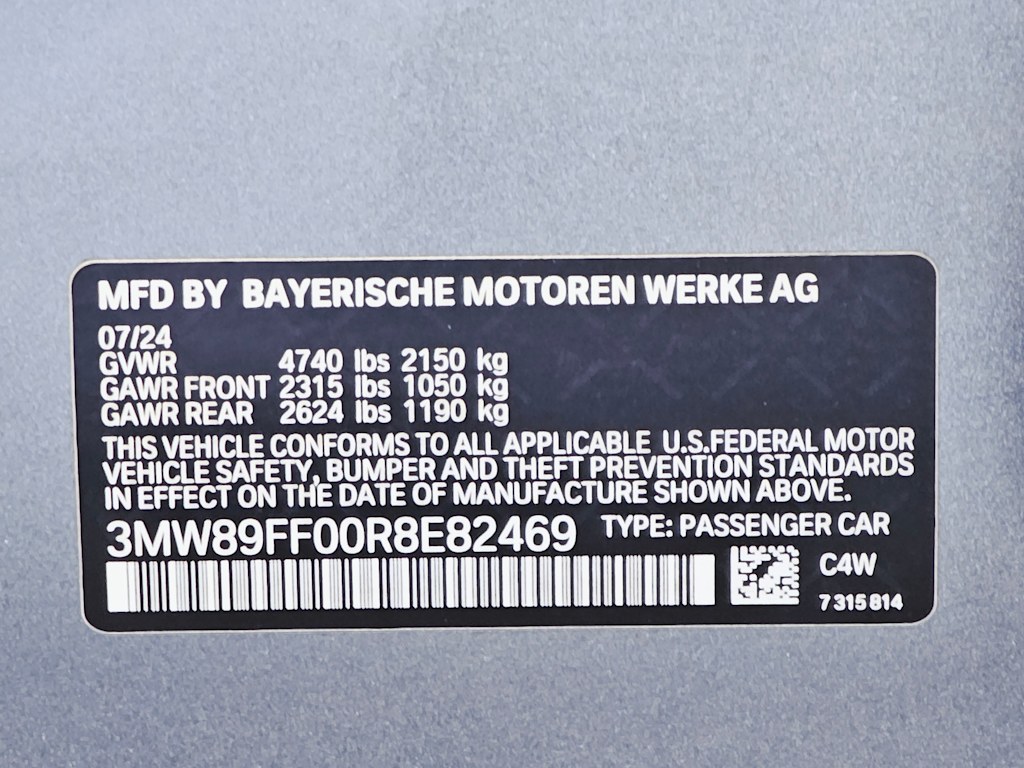 MFD BY BAYERISCHE MOTOREN WERKE AG
07/24
GVWR 4740 lbs 2150 kg
GAWR FRONT 2315 lbs 1050 kg
GAWR REAR 2624 lbs 1190 kg
THIS VEHICLE CONFORMS TO ALL APPLICABLE U.S.FEDERAL MOTOR
VEHICLE SAFETY, BUMPER AND THEFT PREVENTION STANDARDS
IN EFFECT ON THE DATE OF MANUFACTURE SHOWN ABOVE.
3MW89FF00R8E82469 TYPE: PASSENGER CAR
C4W
7 315 814